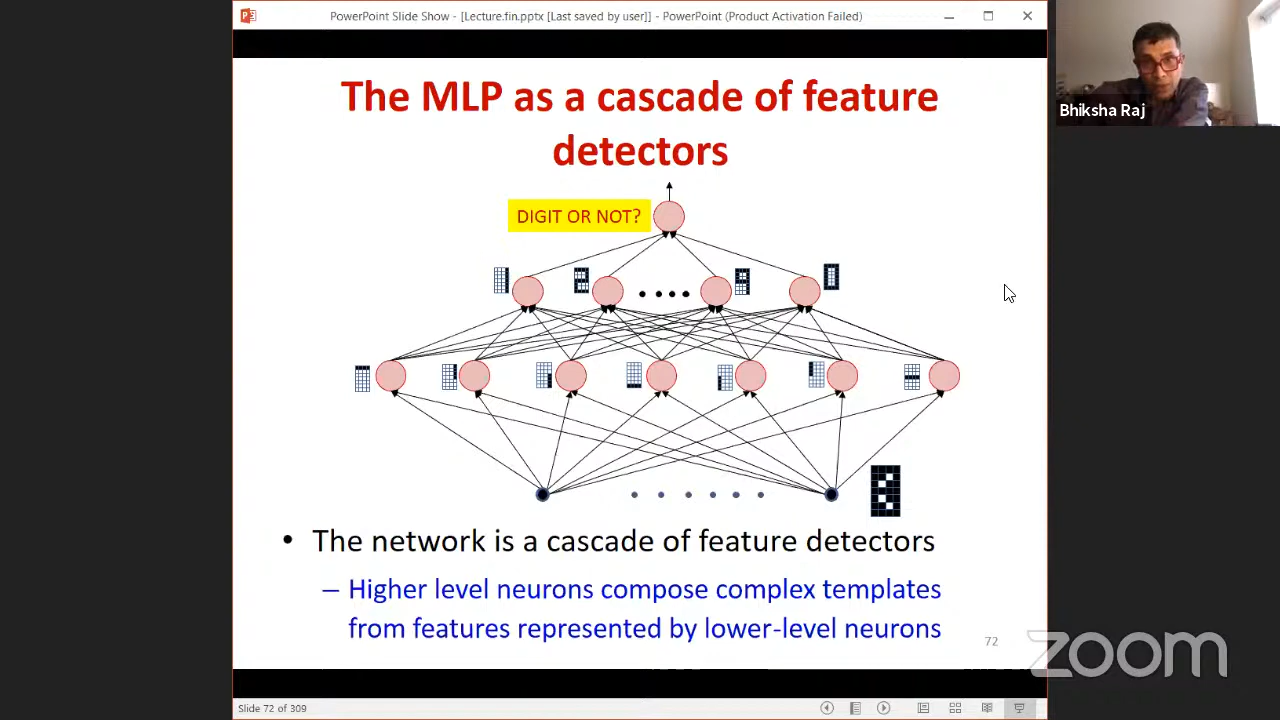 PowerPoint Slide Show - [Lecture.fin.pptx [Last saved by user]] - PowerPoint (Product Activation Failed)
Bhiksha Raj
The MLP as a cascade of feature
detectors
DIGIT OR NOT?
• The network is a cascade of feature detectors
– Higher level neurons compose complex templates
from features represented by lower-level neurons
72
zoom
Slide 72 of 309